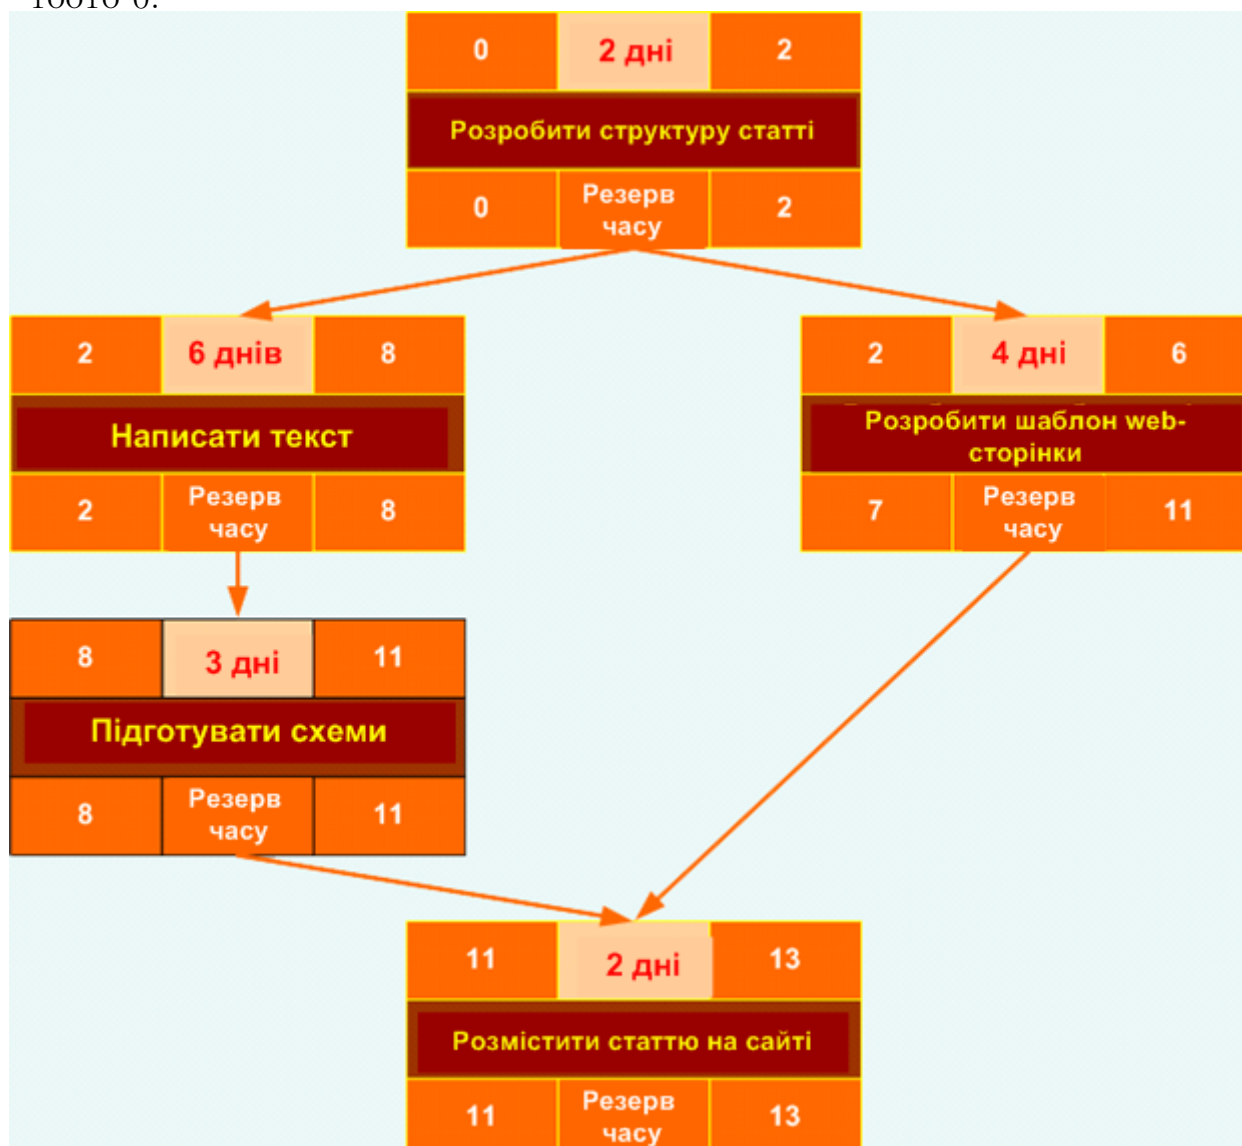 0 2 дні 2
Розробити структуру статті
0 Резерв часу 2
2 6 днів 8
Написати текст
2 Резерв часу 8
2 4 дні 6
Розробити шаблон web-
сторінки
7 Резерв часу 11
8 3 дні 11
Підготувати схеми
8 Резерв часу 11
11 2 дні 13
Розмістити статтю на сайті
11 Резерв часу 13